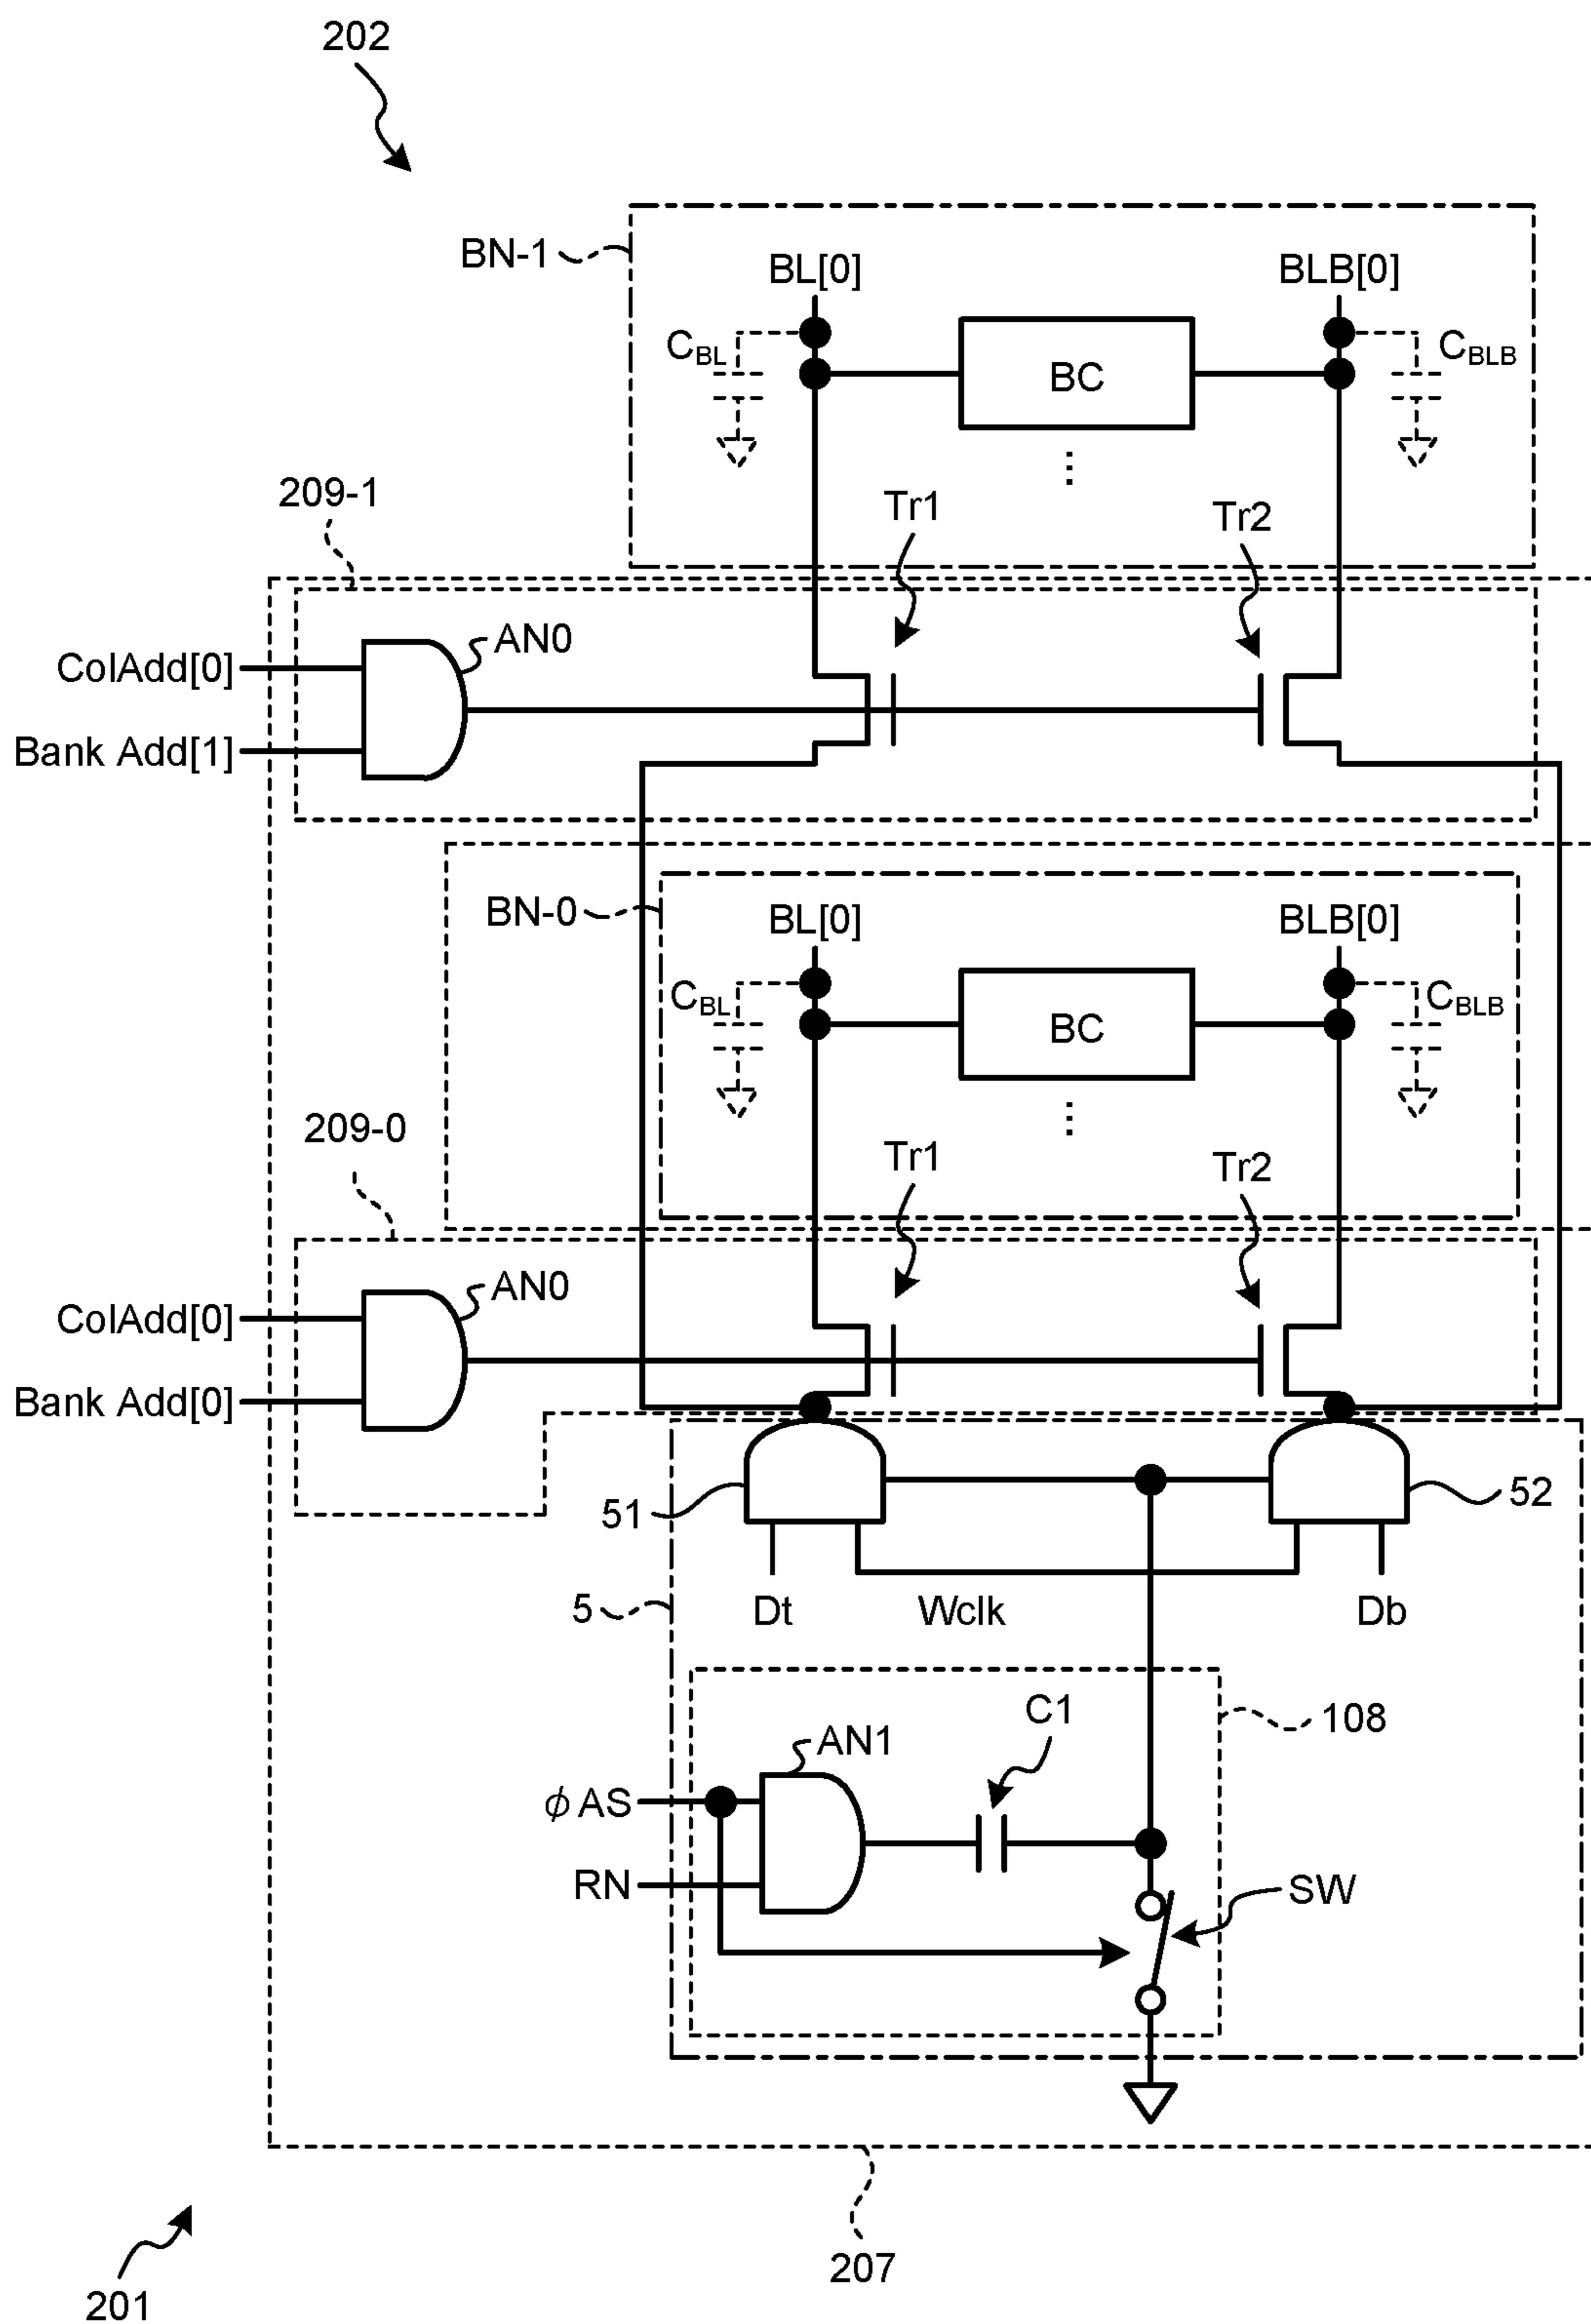 202
BN-1
BL[0]
BLB[0]
CBL
BC
CBLB
⋮
209-1
Tr1
Tr2
AN0
ColAdd[0]
Bank Add[1]
BN-0
BL[0]
BLB[0]
CBL
BC
CBLB
⋮
209-0
Tr1
Tr2
AN0
ColAdd[0]
Bank Add[0]
51
52
5
Dt
Wclk
Db
C1
108
AN1
ϕAS
RN
SW
207
201